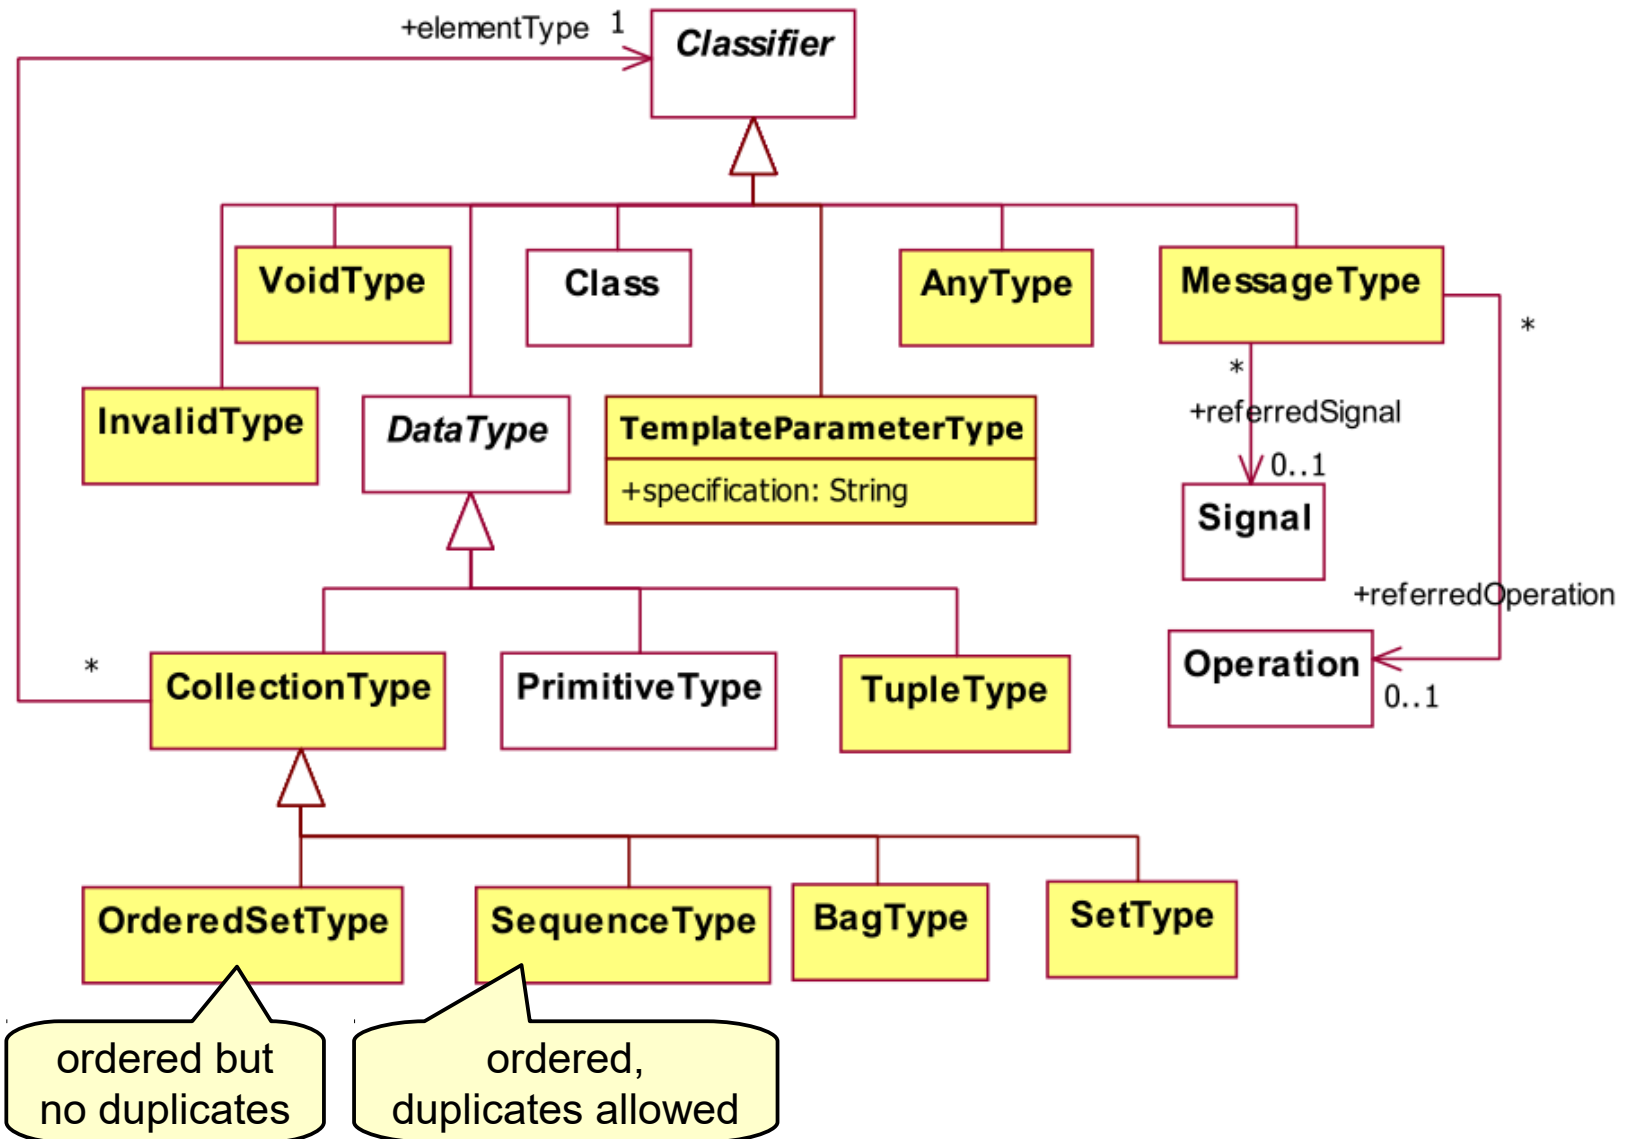 +elementType 1
Classifier
VoidType
Class
AnyType
MessageType
*
*
InvalidType
DataType
TemplateParameterType
+specification: String
+referredSignal
0..1
Signal
+referredOperation
*
CollectionType
PrimitiveType
TupleType
Operation
0..1
OrderedSetType
SequenceType
BagType
SetType
ordered but
no duplicates
ordered,
duplicates allowed